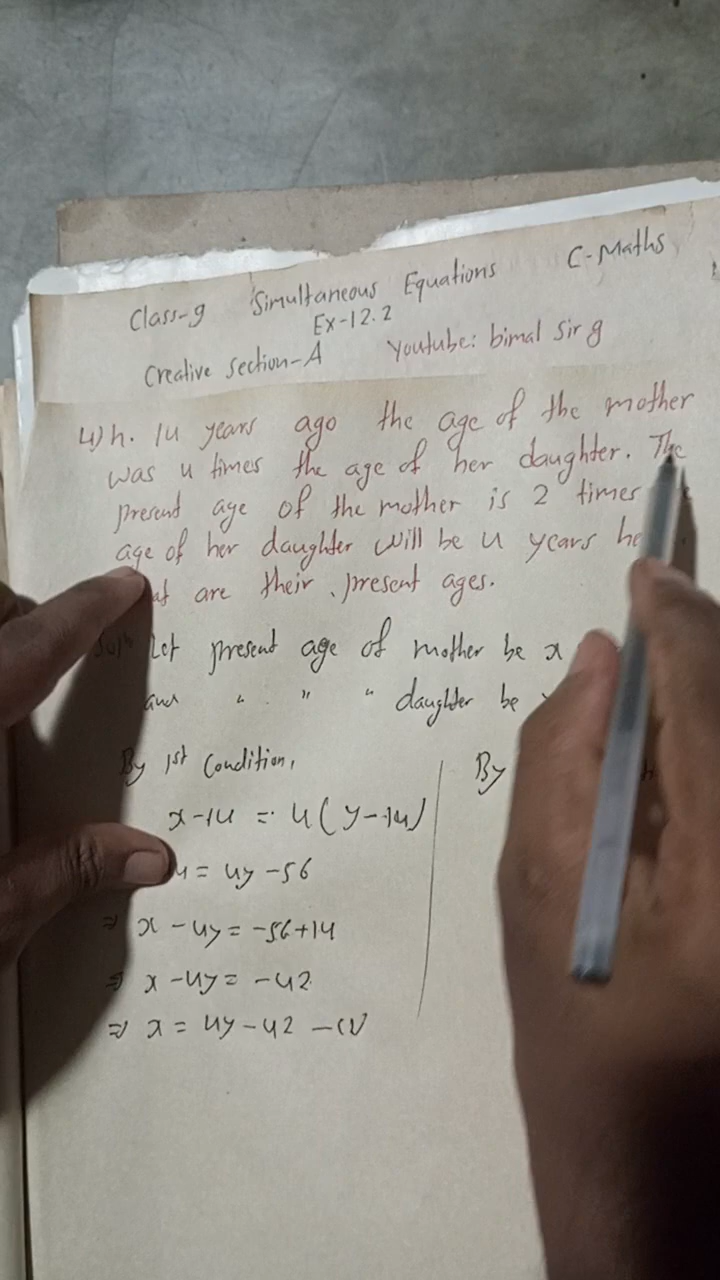 Class-9 Simultaneous Equations C-Maths
Ex-12.2
Creative Section-A Youtube: bimal Sir 9
4) h. 14 years ago the age of the mother
was 4 times the age of her daughter. The
present age of the mother is 2 times
age of her daughter will be 4 years
are their present ages.
Let present age of mother be x
and " " " daughter be
By 1st Condition, By
x-14 = 4(y-14)
= 4y -56
⇒ x - 4y = -56+14
⇒ x - 4y = -42
⇒ x = 4y - 42 -(i)